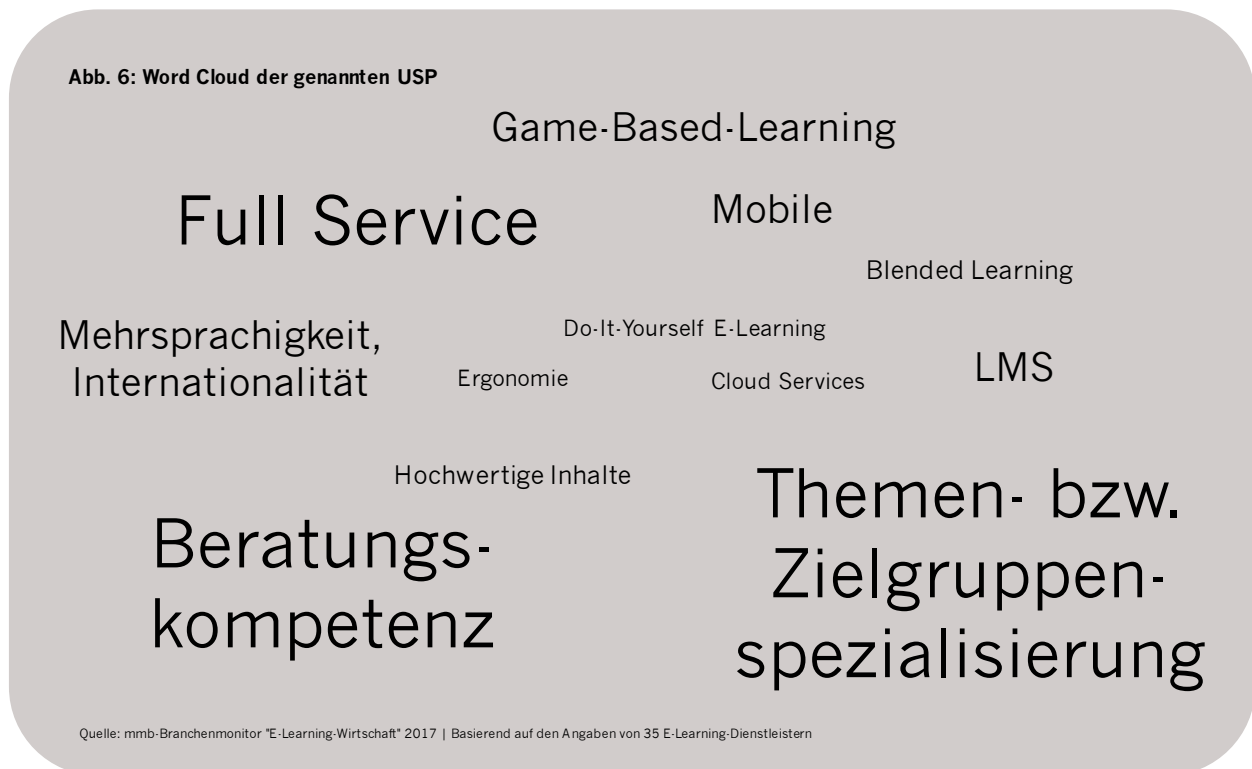 Abb. 6: Word Cloud der genannten USP
Game-Based-Learning
Full Service
Mobile
Blended Learning
Mehrsprachigkeit,
Internationalität
Do-It-Yourself E-Learning
Ergonomie
Cloud Services
LMS
Hochwertige Inhalte
Beratungs-
kompetenz
Themen- bzw.
Zielgruppen-
spezialisierung
Quelle: mmb-Branchenmonitor "E-Learning-Wirtschaft" 2017 | Basierend auf den Angaben von 35 E-Learning-Dienstleistern